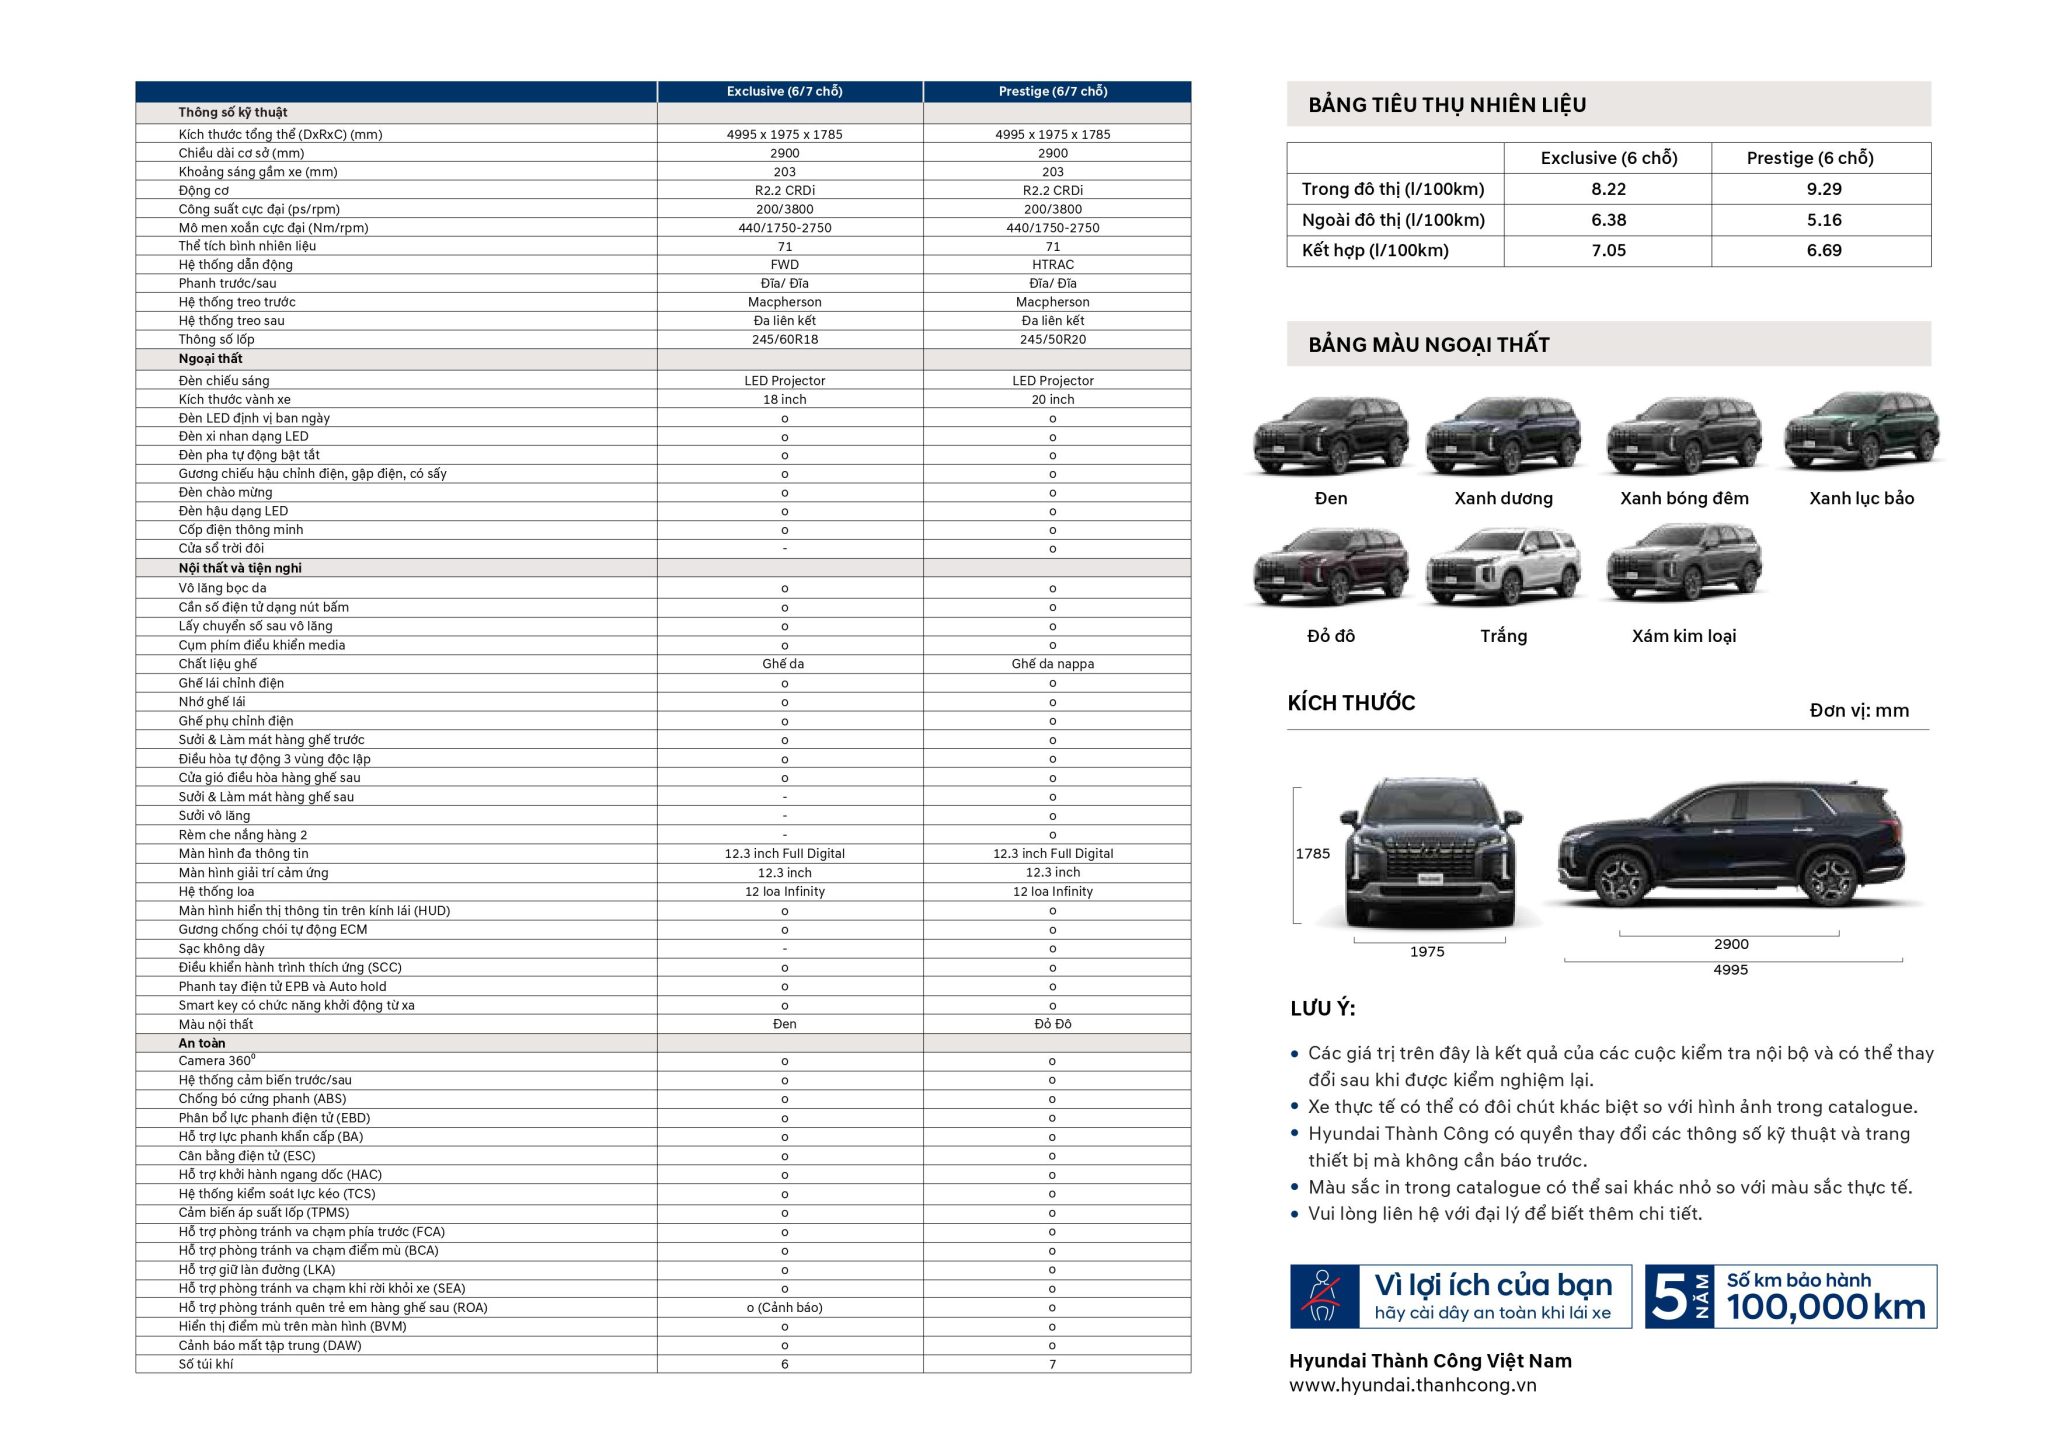 Exclusive (6/7 chỗ) Prestige (6/7 chỗ)
Thông số kỹ thuật
Kích thước tổng thể (DxRxC) (mm) 4995 x 1975 x 1785 4995 x 1975 x 1785
Chiều dài cơ sở (mm) 2900 2900
Khoảng sáng gầm xe (mm) 203 203
Động cơ R2.2 CRDi R2.2 CRDi
Công suất cực đại (ps/rpm) 200/3800 200/3800
Mô men xoắn cực đại (Nm/rpm) 440/1750-2750 440/1750-2750
Thể tích bình nhiên liệu 71 71
Hệ thống dẫn động FWD HTRAC
Phanh trước/sau Đĩa/ Đĩa Đĩa/ Đĩa
Hệ thống treo trước Macpherson Macpherson
Hệ thống treo sau Đa liên kết Đa liên kết
Thông số lốp 245/60R18 245/50R20
Ngoại thất
Đèn chiếu sáng LED Projector LED Projector
Kích thước vành xe 18 inch 20 inch
Đèn LED định vị ban ngày o o
Đèn xi nhan dạng LED o o
Đèn pha tự động bật tắt o o
Gương chiếu hậu chỉnh điện, gập điện, có sấy o o
Đèn chào mừng o o
Đèn hậu dạng LED o o
Cốp điện thông minh o o
Cửa sổ trời đôi - o
Nội thất và tiện nghi
Vô lăng bọc da o o
Cần số điện tử dạng nút bấm o o
Lẫy chuyển số sau vô lăng o o
Cụm phím điều khiển media o o
Chất liệu ghế Ghế da Ghế da nappa
Ghế lái chỉnh điện o o
Nhớ ghế lái o o
Ghế phụ chỉnh điện o o
Sưởi & Làm mát hàng ghế trước o o
Điều hòa tự động 3 vùng độc lập o o
Cửa gió điều hòa hàng ghế sau o o
Sưởi & Làm mát hàng ghế sau - o
Sưởi vô lăng - o
Rèm che nắng hàng 2 - o
Màn hình đa thông tin 12.3 inch Full Digital 12.3 inch Full Digital
Màn hình giải trí cảm ứng 12.3 inch 12.3 inch
Hệ thống loa 12 loa Infinity 12 loa Infinity
Màn hình hiển thị thông tin trên kính lái (HUD) o o
Gương chống chói tự động ECM o o
Sạc không dây - o
Điều khiển hành trình thích ứng (SCC) o o
Phanh tay điện tử EPB và Auto hold o o
Smart key có chức năng khởi động từ xa o o
Màu nội thất Đen Đỏ Đô
An toàn
Camera 360⁰ o o
Hệ thống cảm biến trước/sau o o
Chống bó cứng phanh (ABS) o o
Phân bổ lực phanh điện tử (EBD) o o
Hỗ trợ lực phanh khẩn cấp (BA) o o
Cân bằng điện tử (ESC) o o
Hỗ trợ khởi hành ngang dốc (HAC) o o
Hệ thống kiểm soát lực kéo (TCS) o o
Cảm biến áp suất lốp (TPMS) o o
Hỗ trợ phòng tránh va chạm phía trước (FCA) o o
Hỗ trợ phòng tránh va chạm điểm mù (BCA) o o
Hỗ trợ giữ làn đường (LKA) o o
Hỗ trợ phòng tránh va chạm khi rời khỏi xe (SEA) o o
Hỗ trợ phòng tránh quên trẻ em hàng ghế sau (ROA) o (Cảnh báo) o
Hiển thị điểm mù trên màn hình (BVM) o o
Cảnh báo mất tập trung (DAW) o o
Số túi khí 6 7
BẢNG TIÊU THỤ NHIÊN LIỆU
Exclusive (6 chỗ) Prestige (6 chỗ)
Trong đô thị (l/100km) 8.22 9.29
Ngoài đô thị (l/100km) 6.38 5.16
Kết hợp (l/100km) 7.05 6.69
BẢNG MÀU NGOẠI THẤT
Đen Xanh dương Xanh bóng đêm Xanh lục bảo
Đỏ đô Trắng Xám kim loại
KÍCH THƯỚC Đơn vị: mm
1785
1975
2900
4995
LƯU Ý:
• Các giá trị trên đây là kết quả của các cuộc kiểm tra nội bộ và có thể thay
đổi sau khi được kiểm nghiệm lại.
• Xe thực tế có thể có đôi chút khác biệt so với hình ảnh trong catalogue.
• Hyundai Thành Công có quyền thay đổi các thông số kỹ thuật và trang
thiết bị mà không cần báo trước.
• Màu sắc in trong catalogue có thể sai khác nhỏ so với màu sắc thực tế.
• Vui lòng liên hệ với đại lý để biết thêm chi tiết.
Vì lợi ích của bạn
hãy cài dây an toàn khi lái xe
5 NĂM
Số km bảo hành
100,000 km
Hyundai Thành Công Việt Nam
www.hyundai.thanhcong.vn